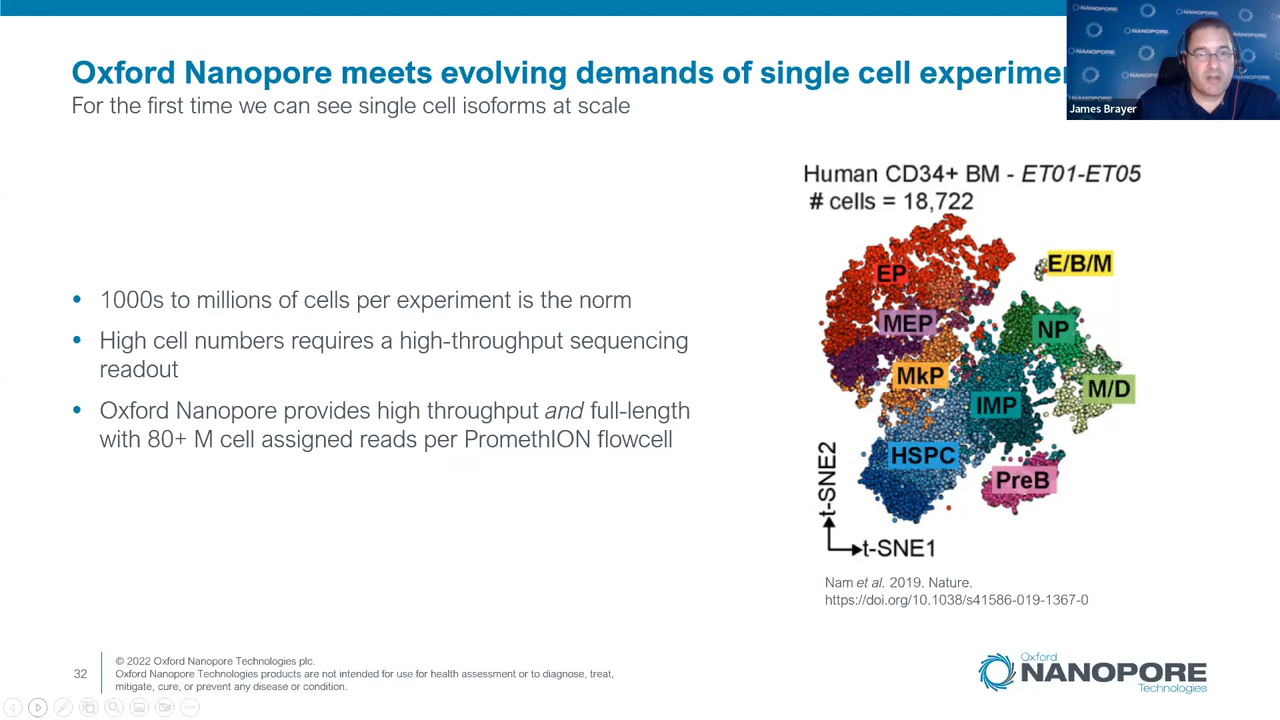 Oxford Nanopore meets evolving demands of single cell experime
For the first time we can see single cell isoforms at scale
NANOPORE
NANOPORE
NANOPORE
NANOPORE
James Brayer
• 1000s to millions of cells per experiment is the norm
• High cell numbers requires a high-throughput sequencing
readout
• Oxford Nanopore provides high throughput and full-length
with 80+ M cell assigned reads per PromethION flowcell
Human CD34+ BM - ET01-ET05
# cells = 18,722
EP
E/B/M
MEP
NP
MkP
M/D
IMP
HSPC
PreB
t-SNE2
t-SNE1
Nam et al. 2019. Nature.
https://doi.org/10.1038/s41586-019-1367-0
32
© 2022 Oxford Nanopore Technologies plc.
Oxford Nanopore Technologies products are not intended for use for health assessment or to diagnose, treat,
mitigate, cure, or prevent any disease or condition.
Oxford
NANOPORE
Technologies